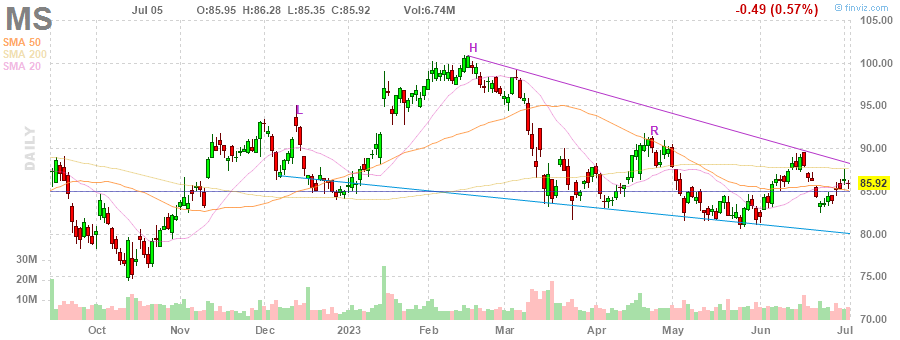 MS Jul 05 O:85.95 H:86.28 L:85.35 C:85.92 Vol:6.74M -0.49 (0.57%) © finviz.com
SMA 50
SMA 200
SMA 20
DAILY
H
L
R
105.00
100.00
95.00
90.00
85.92
85.00
80.00
75.00
70.00
30M
20M
10M
Oct Nov Dec 2023 Feb Mar Apr May Jun Jul